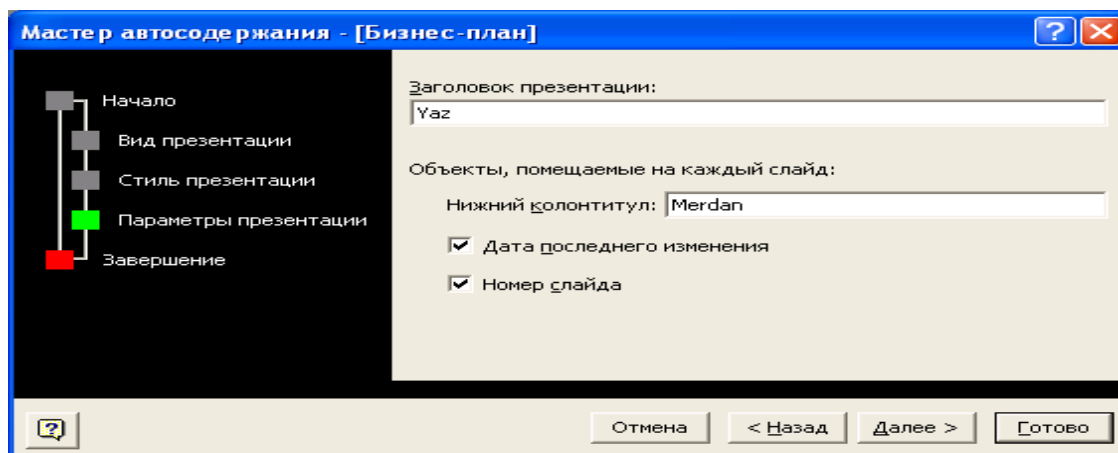 Мастер автосодержания - [Бизнес-план]
Начало
Вид презентации
Стиль презентации
Параметры презентации
Завершение
Заголовок презентации:
Yaz
Объекты, помещаемые на каждый слайд:
Нижний колонтитул: Merdan
Дата последнего изменения
Номер слайда
Отмена < Назад Далее > Готово